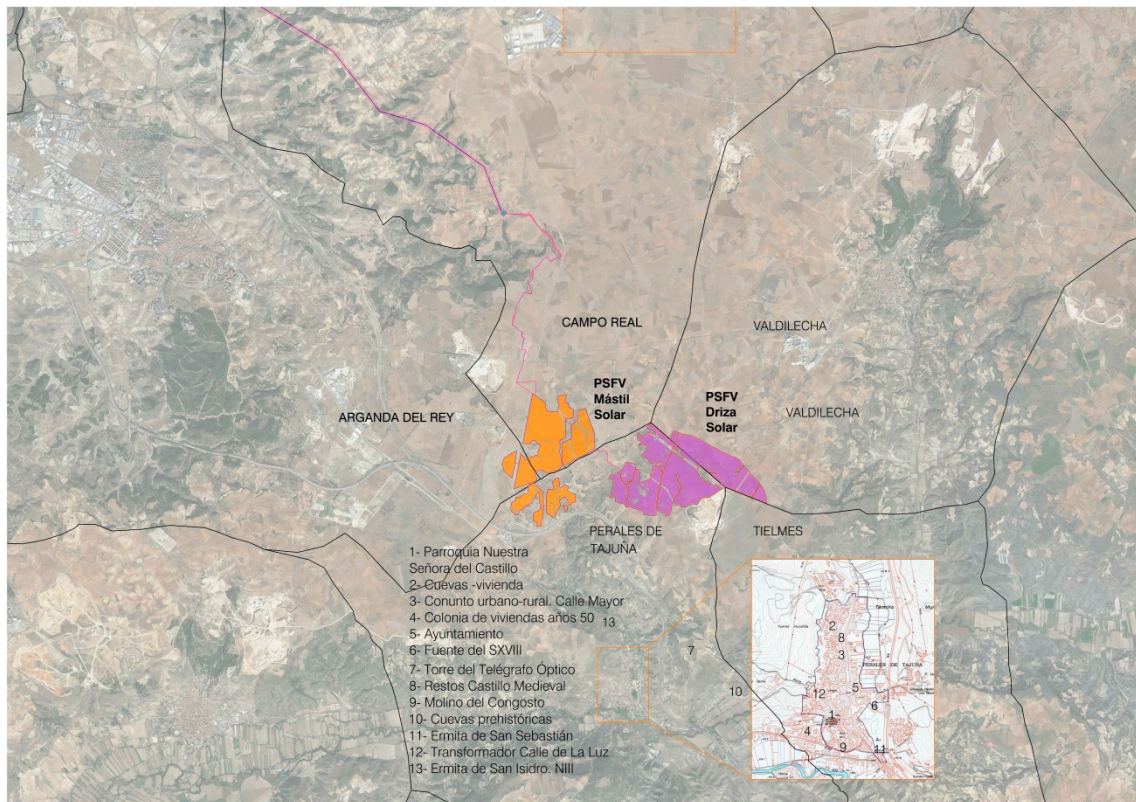 CAMPO REAL
VALDILECHA
PSFV
Mástil
Solar
PSFV
Driza
Solar
ARGANDA DEL REY
VALDILECHA
PERALES DE
TAJUÑA
TIELMES
1- Parroquia Nuestra
Señora del Castillo
2- Cuevas -vivienda
3- Conunto urbano-rural. Calle Mayor
4- Colonia de viviendas años 50
5- Ayuntamiento
6- Fuente del SXVIII
7- Torre del Telégrafo Óptico
8- Restos Castillo Medieval
9- Molino del Congosto
10- Cuevas prehistóricas
11- Ermita de San Sebastián
12- Transformador Calle de La Luz
13- Ermita de San Isidro. NIII
13
7
10
2
8
3
PERALES DE TAJUÑA
5
12
6
1
4
9
11